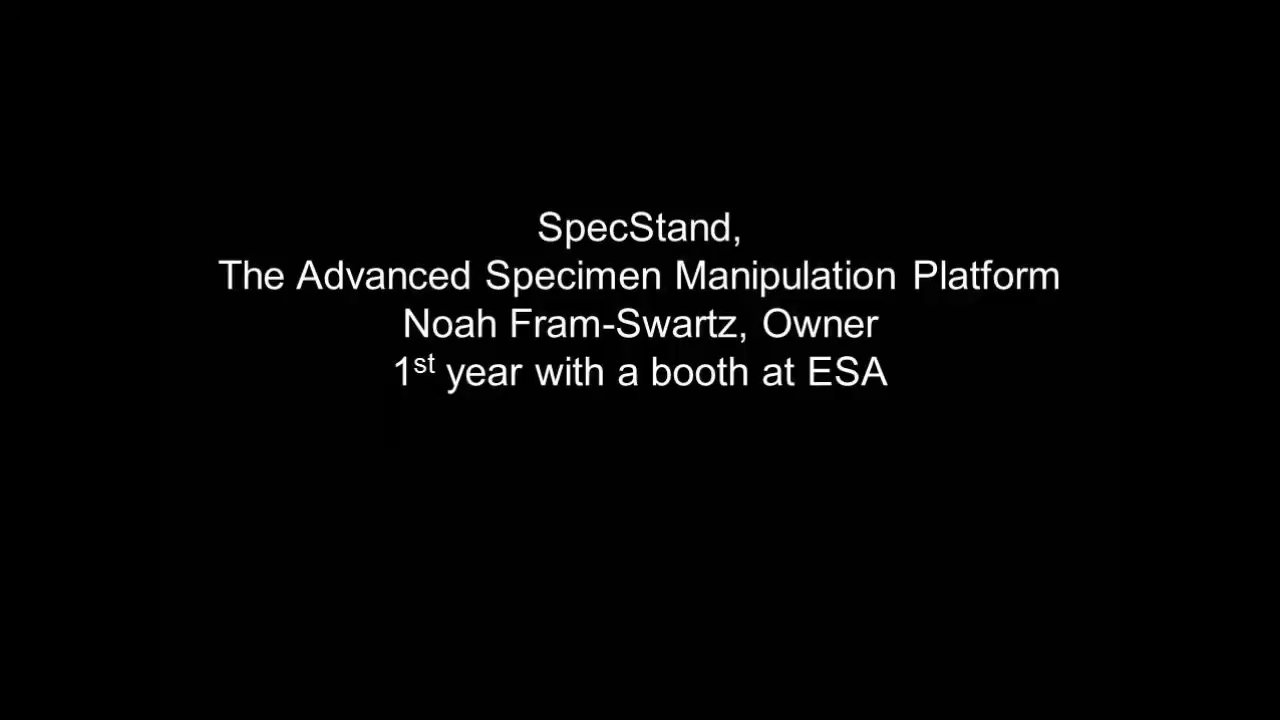 SpecStand,
The Advanced Specimen Manipulation Platform
Noah Fram-Swartz, Owner
1st year with a booth at ESA